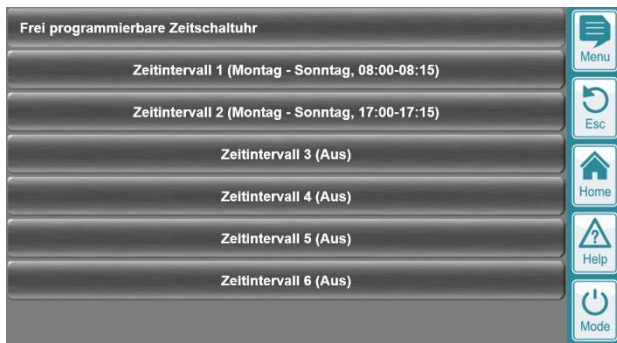 Frei programmierbare Zeitschaltuhr
Zeitintervall 1 (Montag - Sonntag, 08:00-08:15)
Zeitintervall 2 (Montag - Sonntag, 17:00-17:15)
Zeitintervall 3 (Aus)
Zeitintervall 4 (Aus)
Zeitintervall 5 (Aus)
Zeitintervall 6 (Aus)
Menu
Esc
Home
?
Help
Mode